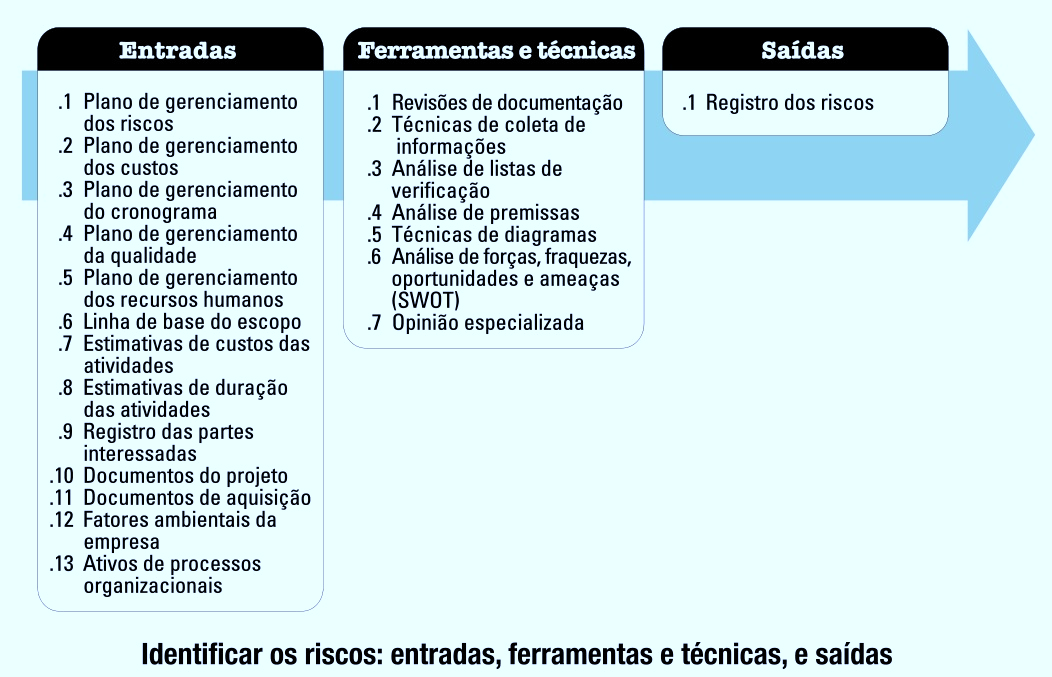 Entradas
.1 Plano de gerenciamento
dos riscos
.2 Plano de gerenciamento
dos custos
.3 Plano de gerenciamento
do cronograma
.4 Plano de gerenciamento
da qualidade
.5 Plano de gerenciamento
dos recursos humanos
.6 Linha de base do escopo
.7 Estimativas de custos das
atividades
.8 Estimativas de duração
das atividades
.9 Registro das partes
interessadas
.10 Documentos do projeto
.11 Documentos de aquisição
.12 Fatores ambientais da
empresa
.13 Ativos de processos
organizacionais
Ferramentas e técnicas
.1 Revisões de documentação
.2 Técnicas de coleta de
informações
.3 Análise de listas de
verificação
.4 Análise de premissas
.5 Técnicas de diagramas
.6 Análise de forças, fraquezas,
oportunidades e ameaças
(SWOT)
.7 Opinião especializada
Saídas
.1 Registro dos riscos
Identificar os riscos: entradas, ferramentas e técnicas, e saídas